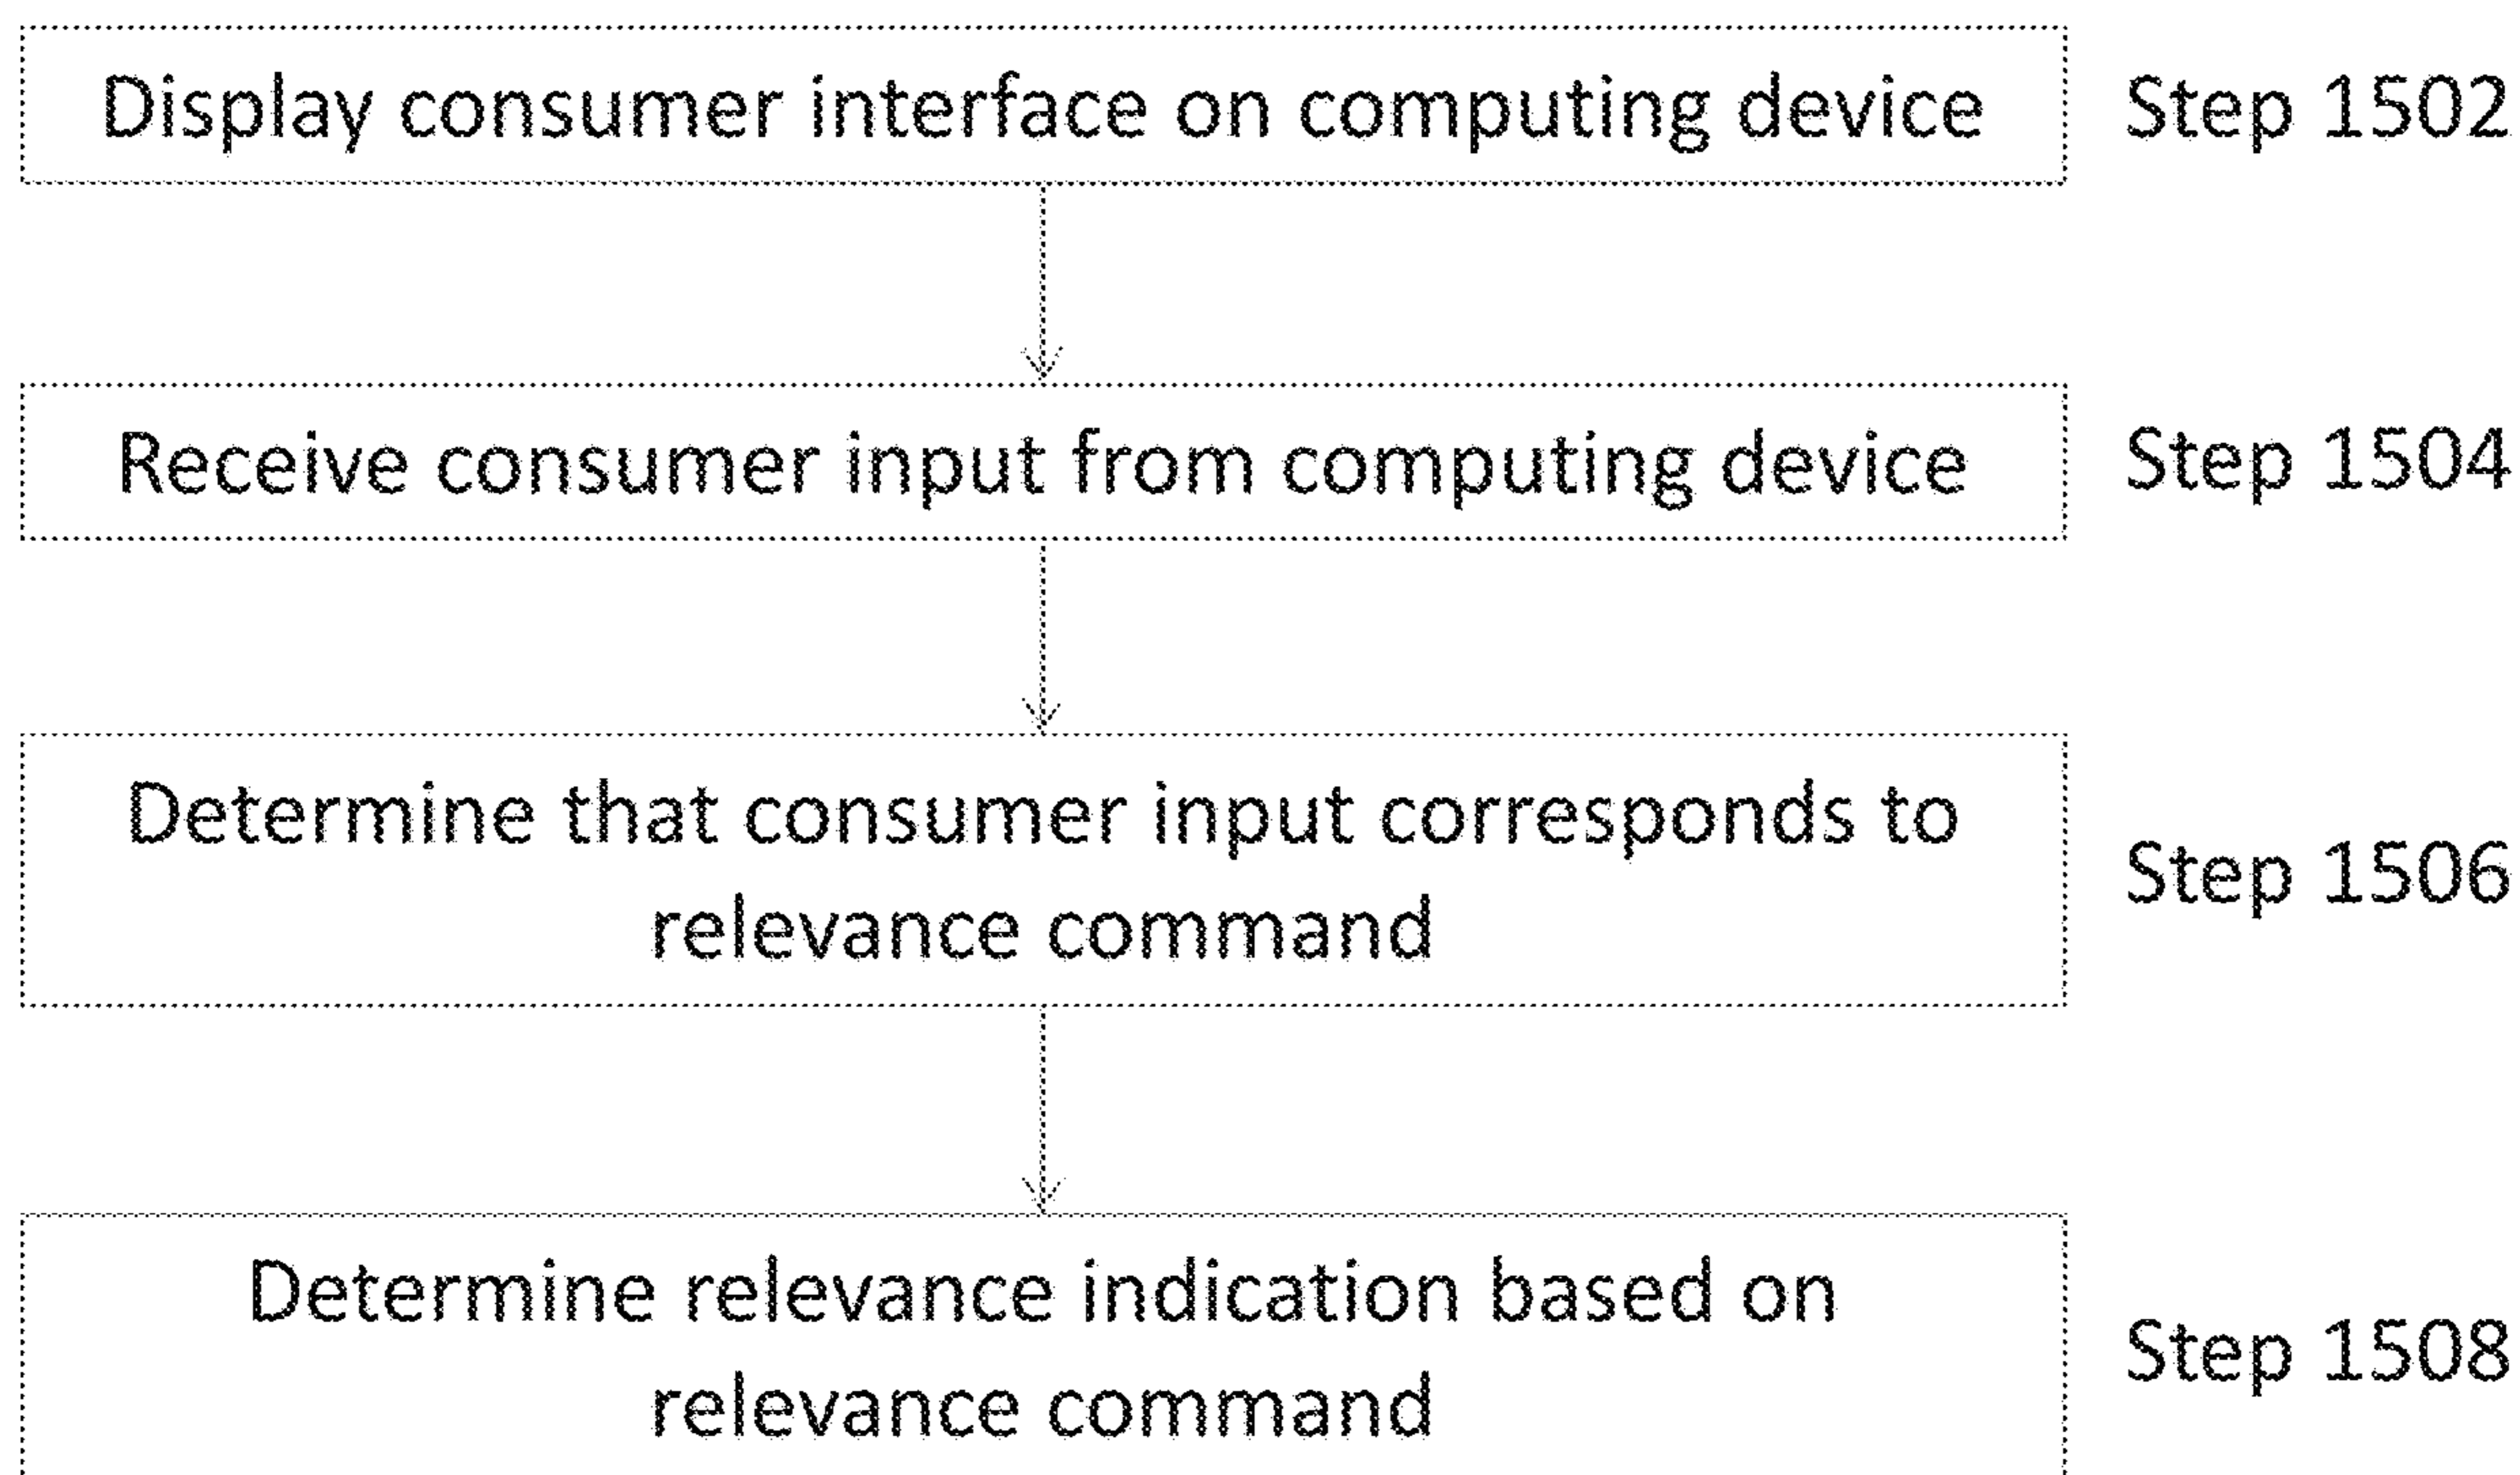 Display consumer interface on computing device Step 1502
Receive consumer input from computing device Step 1504
Determine that consumer input corresponds to
relevance command
Step 1506
Determine relevance indication based on
relevance command
Step 1508